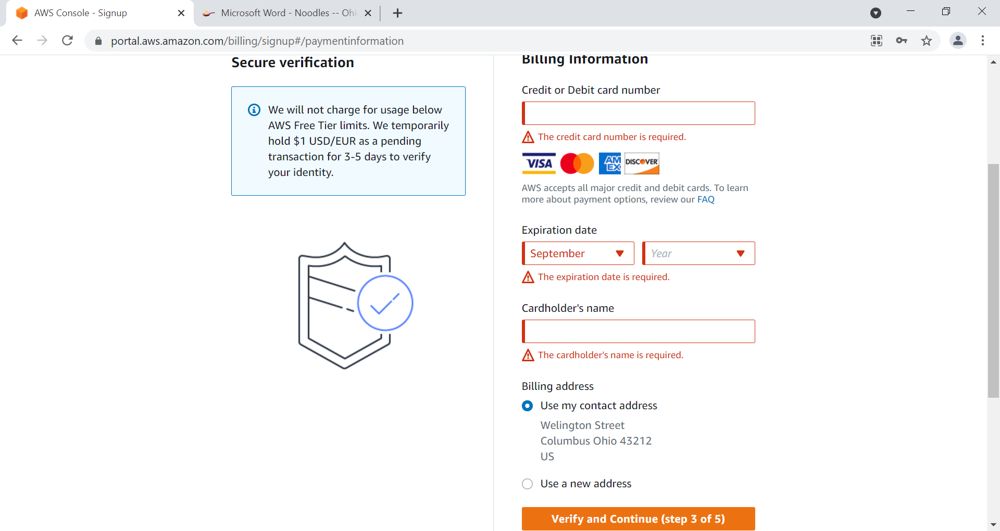 AWS Console - Signup
Microsoft Word - Noodles -- Ohi
portal.aws.amazon.com/billing/signup#/paymentinformation
Secure verification
We will not charge for usage below
AWS Free Tier limits. We temporarily
hold $1 USD/EUR as a pending
transaction for 3-5 days to verify
your identity.
Billing Information
Credit or Debit card number
The credit card number is required.
VISA
AM
EX
DISCOVER
AWS accepts all major credit and debit cards. To learn
more about payment options, review our FAQ
Expiration date
September
Year
The expiration date is required.
Cardholder's name
The cardholder's name is required.
Billing address
Use my contact address
Welington Street
Columbus Ohio 43212
US
Use a new address
Verify and Continue (step 3 of 5)